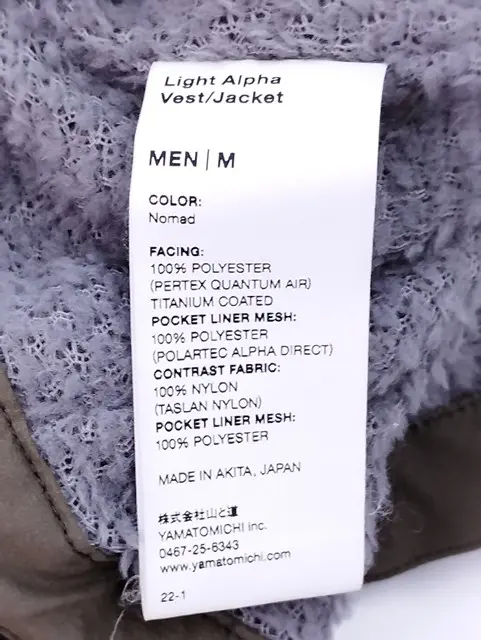 Light Alpha
Vest/Jacket
MEN | M
COLOR:
Nomad
FACING:
100% POLYESTER
(PERTEX QUANTUM AIR)
TITANIUM COATED
POCKET LINER MESH:
100% POLYESTER
(POLARTEC ALPHA DIRECT)
CONTRAST FABRIC:
100% NYLON
(TASLAN NYLON)
POCKET LINER MESH:
100% POLYESTER
MADE IN AKITA, JAPAN
株式会社山と道
YAMATOMICHI inc.
0467-25-6343
www.yamatomichi.com
22-1